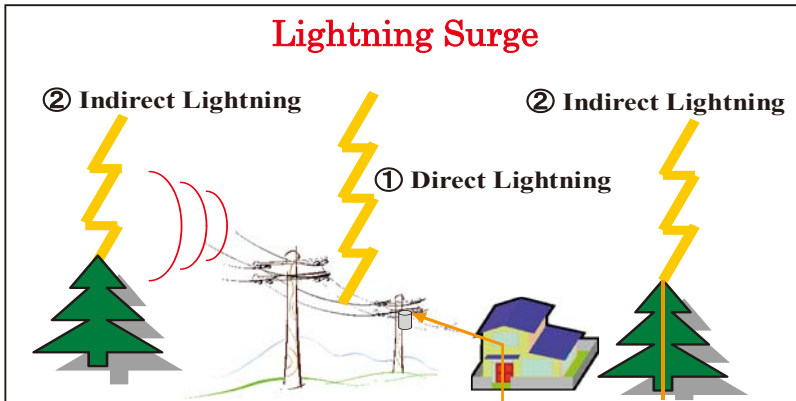 Lightning Surge
② Indirect Lightning
② Indirect Lightning
① Direct Lightning